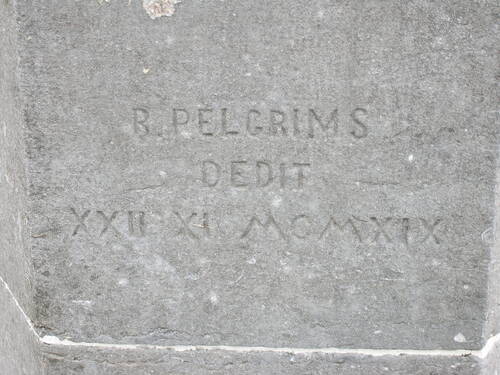 B. PELGRIMS
DEDIT
XXII XI MCMXIX